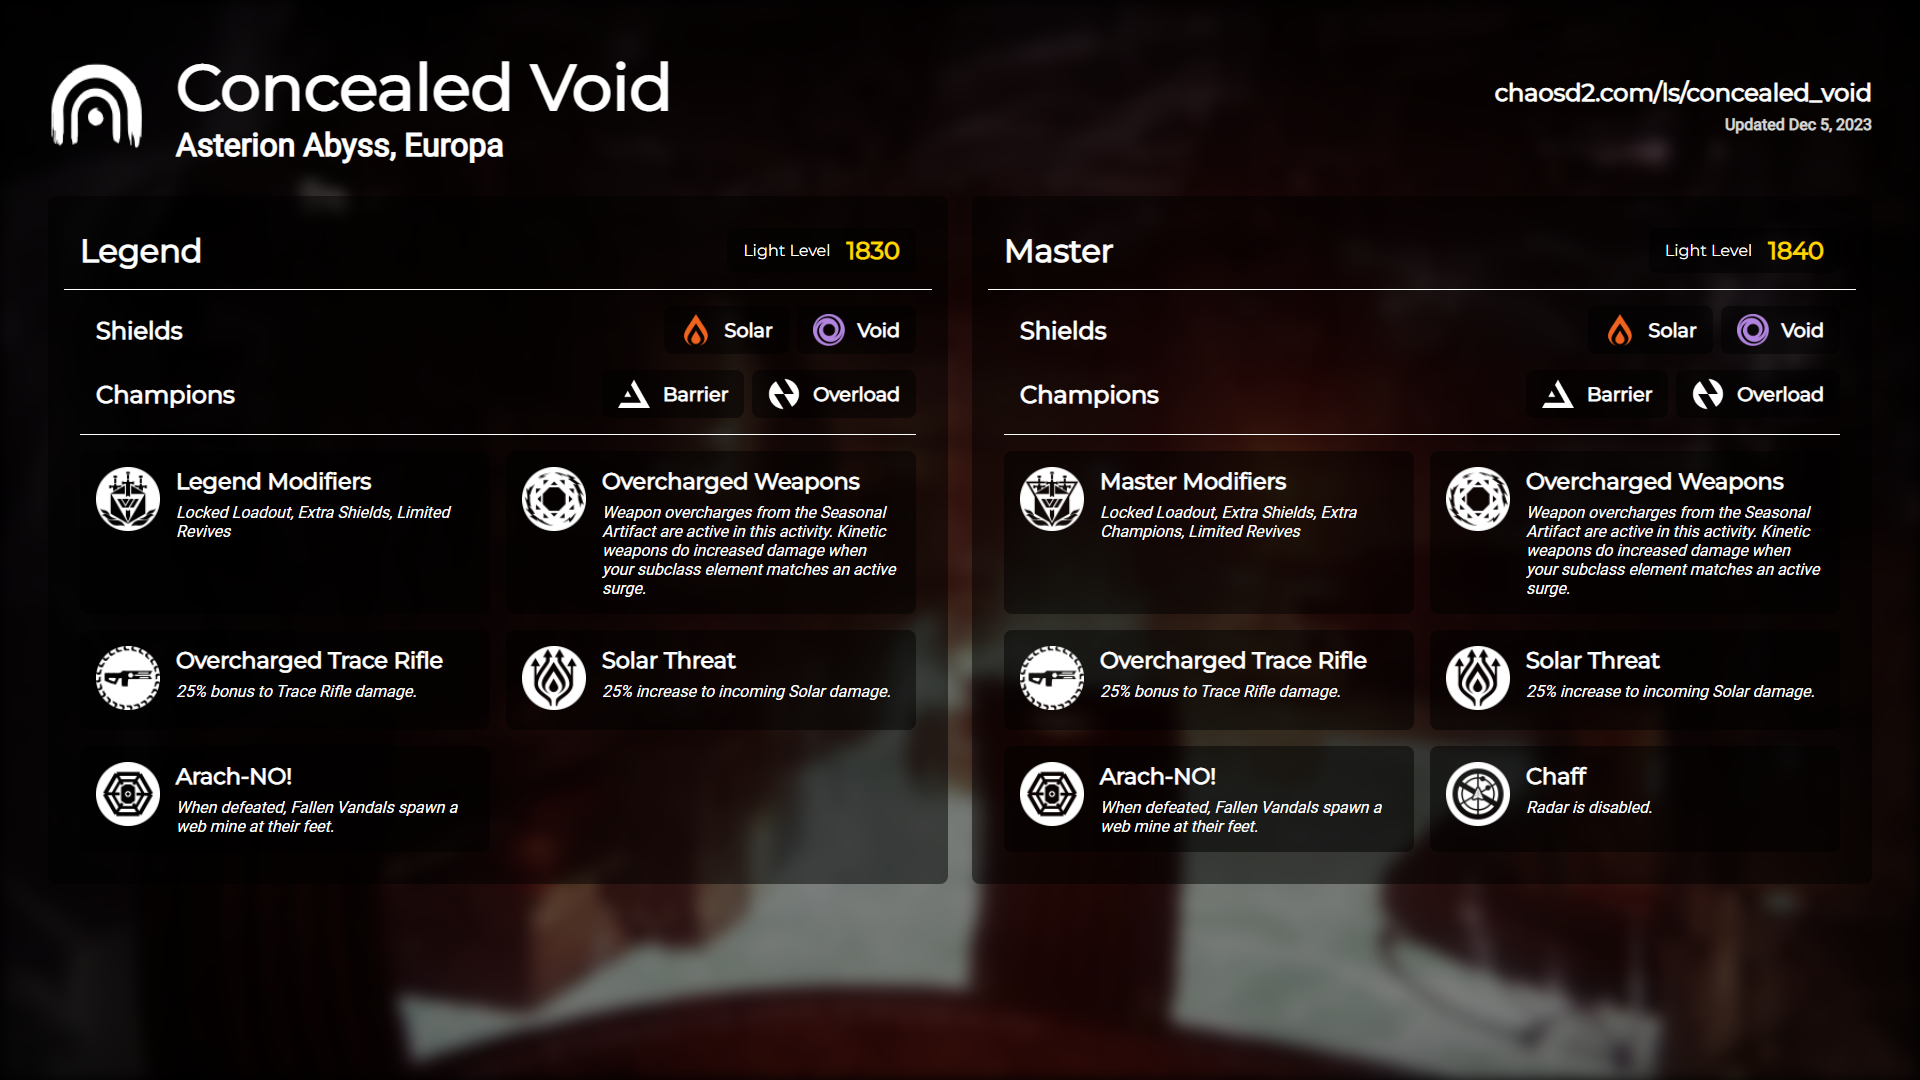 Concealed Void
Asterion Abyss, Europa
chaosd2.com/ls/concealed_void
Updated Dec 5, 2023
Legend
Light Level 1830
Shields
Solar
Void
Champions
Barrier
Overload
Legend Modifiers
Locked Loadout, Extra Shields, Limited
Revives
Overcharged Weapons
Weapon overcharges from the Seasonal
Artifact are active in this activity. Kinetic
weapons do increased damage when
your subclass element matches an active
surge.
Overcharged Trace Rifle
25% bonus to Trace Rifle damage.
Solar Threat
25% increase to incoming Solar damage.
Arach-NO!
When defeated, Fallen Vandals spawn a
web mine at their feet.
Master
Light Level 1840
Shields
Solar
Void
Champions
Barrier
Overload
Master Modifiers
Locked Loadout, Extra Shields, Extra
Champions, Limited Revives
Overcharged Weapons
Weapon overcharges from the Seasonal
Artifact are active in this activity. Kinetic
weapons do increased damage when
your subclass element matches an active
surge.
Overcharged Trace Rifle
25% bonus to Trace Rifle damage.
Solar Threat
25% increase to incoming Solar damage.
Arach-NO!
When defeated, Fallen Vandals spawn a
web mine at their feet.
Chaff
Radar is disabled.